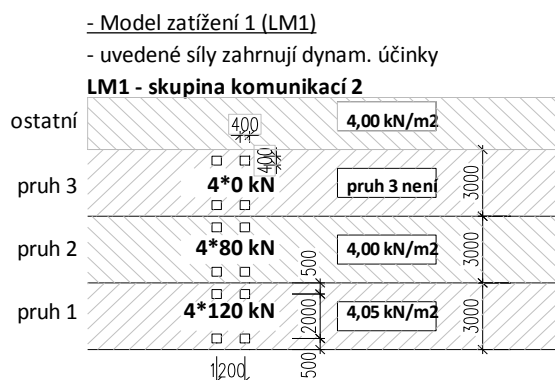 - Model zatížení 1 (LM1)
- uvedené síly zahrnují dynam. účinky
LM1 - skupina komunikací 2
ostatní 400 4,00 kN/m2
400
pruh 3 4*0 kN pruh 3 není 3000
pruh 2 4*80 kN 4,00 kN/m2 3000
500
pruh 1 4*120 kN 2000 4,05 kN/m2 3000
1200 500